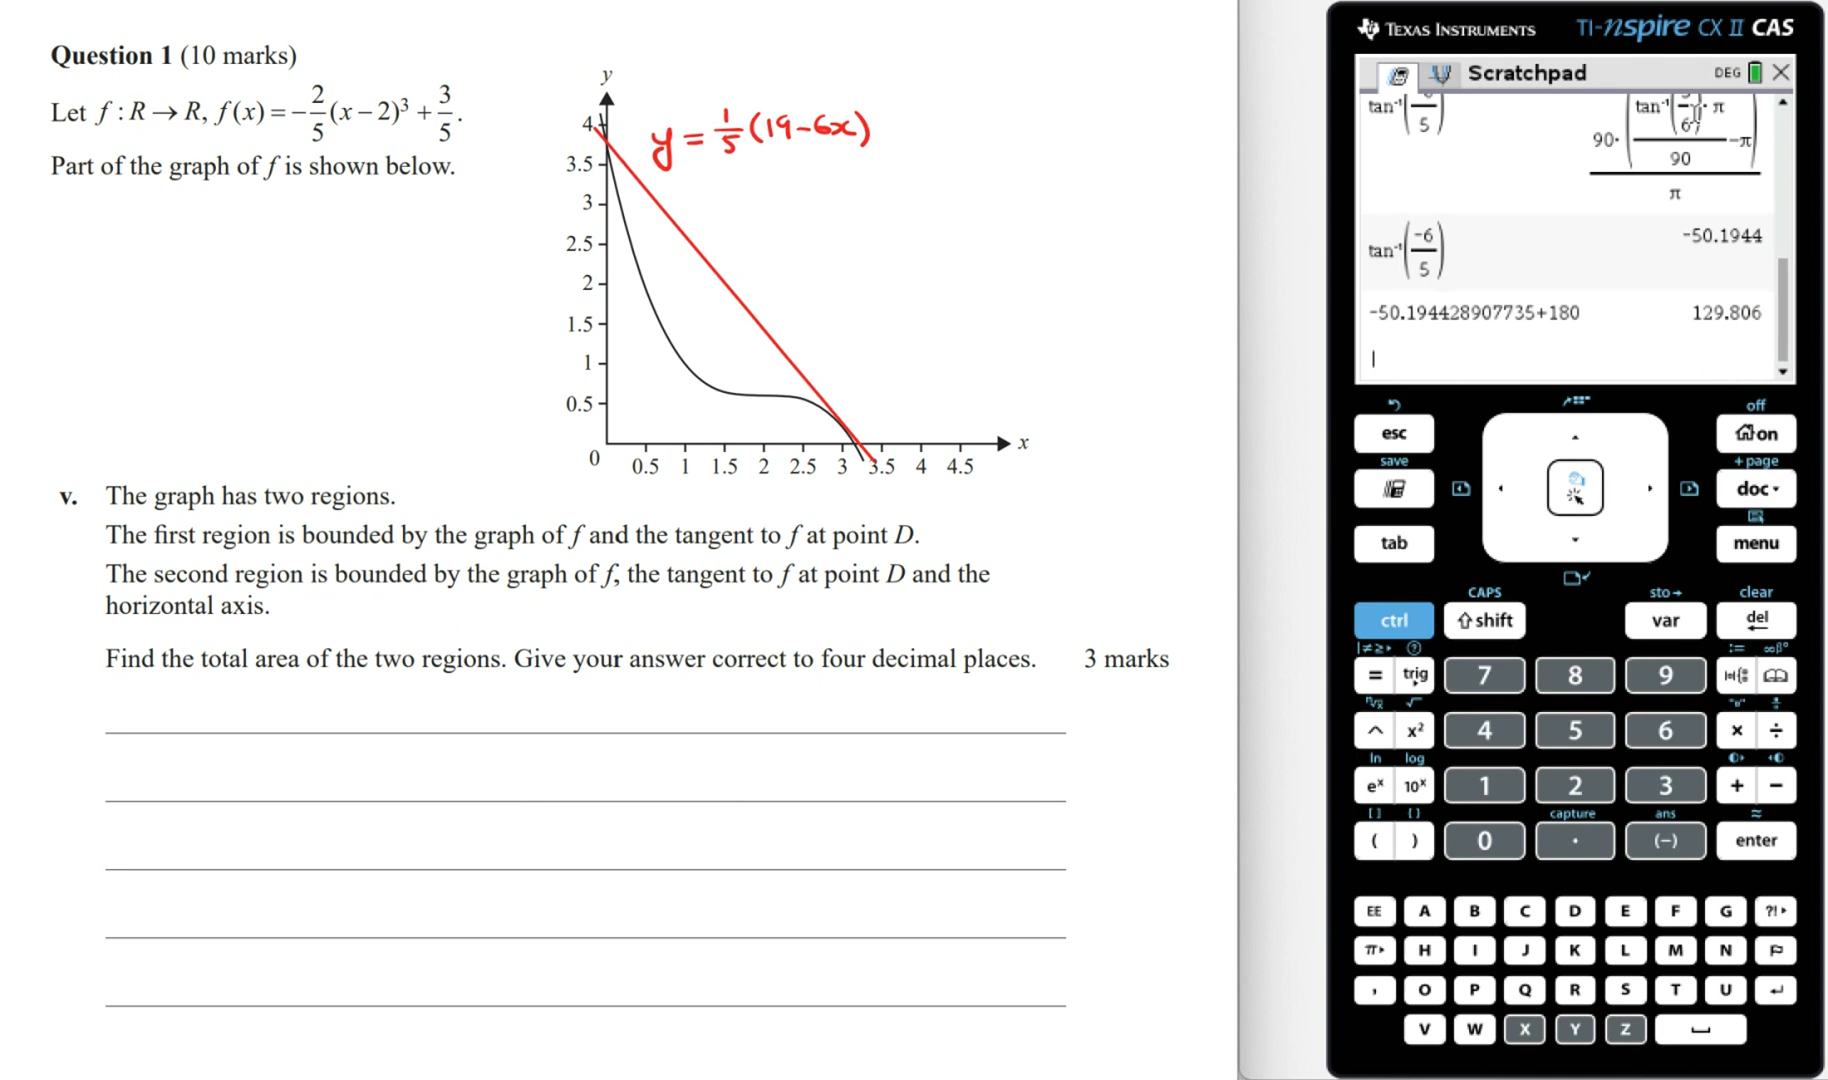 Question 1 (10 marks)
Let f : R → R, f(x) = −2/5(x − 2)³ + 3/5.
Part of the graph of f is shown below.
y
4
3.5
3
2.5
2
1.5
1
0.5
0
0.5 1 1.5 2 2.5 3 3.5 4 4.5
x
y = 1/5(19−6x)
v. The graph has two regions.
The first region is bounded by the graph of f and the tangent to f at point D.
The second region is bounded by the graph of f, the tangent to f at point D and the
horizontal axis.
Find the total area of the two regions. Give your answer correct to four decimal places. 3 marks
TEXAS INSTRUMENTS TI-nspire CX II CAS
Scratchpad DEG
tan⁻¹( /5)
90·(tan⁻¹( /6)·π/90 −π)/π
tan⁻¹(-6/5) -50.1944
-50.194428907735+180 129.806
off
esc on
save +page
doc
tab menu
CAPS sto→ clear
ctrl shift var del
|≠≥▸ ? := ∞β°
= trig 7 8 9
ⁿ√x √
^ x² 4 5 6 × ÷
ln log
eˣ 10ˣ 1 2 3 + −
[ ] { } capture ans ≈
( ) 0 . (−) enter
EE A B C D E F G ?!▸
π▸ H I J K L M N
, O P Q R S T U
V W X Y Z